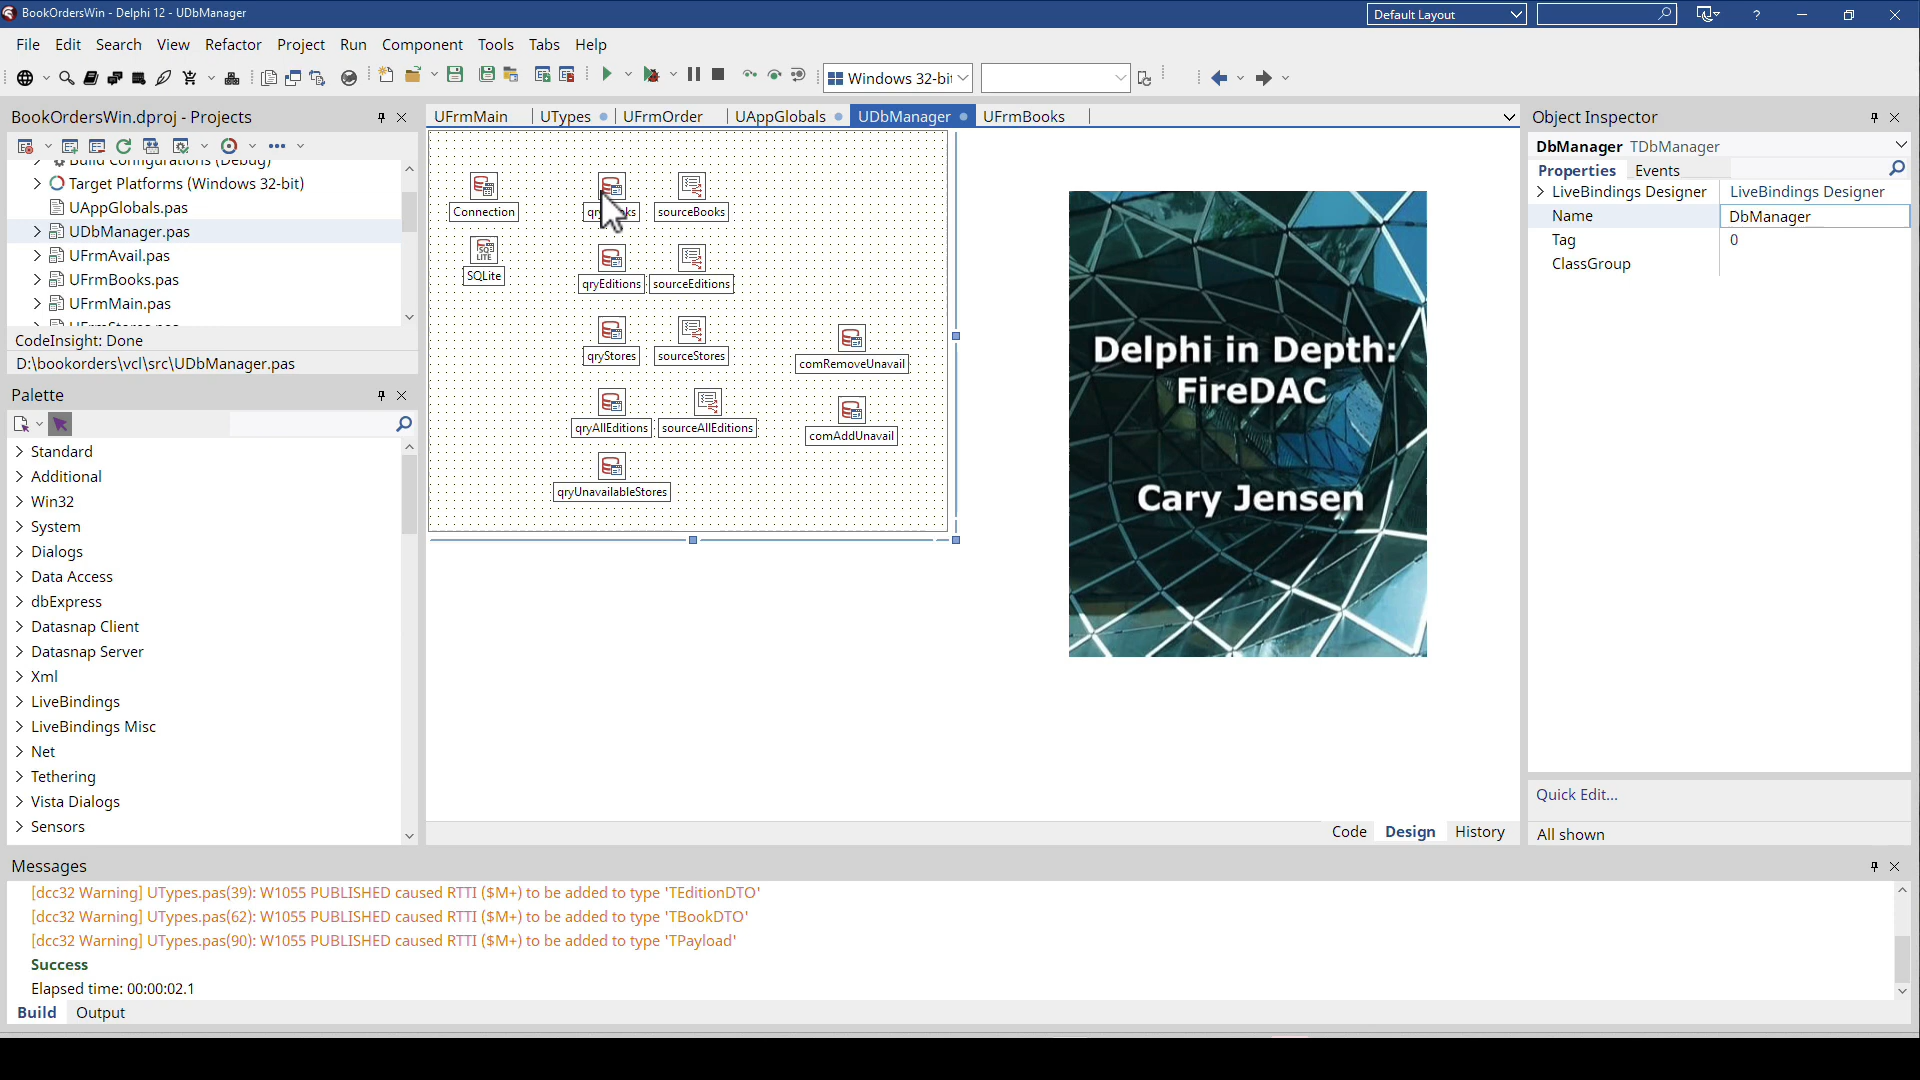 BookOrdersWin - Delphi 12 - UDbManager
Default Layout
File Edit Search View Refactor Project Run Component Tools Tabs Help
Windows 32-bit
BookOrdersWin.dproj - Projects
Build Configurations (Debug)
Target Platforms (Windows 32-bit)
UAppGlobals.pas
UDbManager.pas
UFrmAvail.pas
UFrmBooks.pas
UFrmMain.pas
CodeInsight: Done
D:\bookorders\vcl\src\UDbManager.pas
Palette
Standard
Additional
Win32
System
Dialogs
Data Access
dbExpress
Datasnap Client
Datasnap Server
Xml
LiveBindings
LiveBindings Misc
Net
Tethering
Vista Dialogs
Sensors
UFrmMain UTypes UFrmOrder UAppGlobals UDbManager UFrmBooks
Connection sourceBooks
SQLite
qryEditions sourceEditions
qryStores sourceStores
comRemoveUnavail
qryAllEditions sourceAllEditions
comAddUnavail
qryUnavailableStores
Delphi in Depth:
FireDAC
Cary Jensen
Code Design History
Object Inspector
DbManager TDbManager
Properties Events
LiveBindings Designer LiveBindings Designer
Name DbManager
Tag 0
ClassGroup
Quick Edit...
All shown
Messages
[dcc32 Warning] UTypes.pas(39): W1055 PUBLISHED caused RTTI ($M+) to be added to type 'TEditionDTO'
[dcc32 Warning] UTypes.pas(62): W1055 PUBLISHED caused RTTI ($M+) to be added to type 'TBookDTO'
[dcc32 Warning] UTypes.pas(90): W1055 PUBLISHED caused RTTI ($M+) to be added to type 'TPayload'
Success
Elapsed time: 00:00:02.1
Build Output